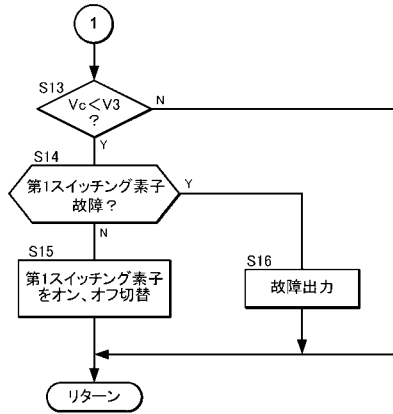 1
S13
Vc＜V3
?
N
Y
S14
第1スイッチング素子
故障?
Y
N
S15
第1スイッチング素子
をオン、オフ切替
S16
故障出力
リターン